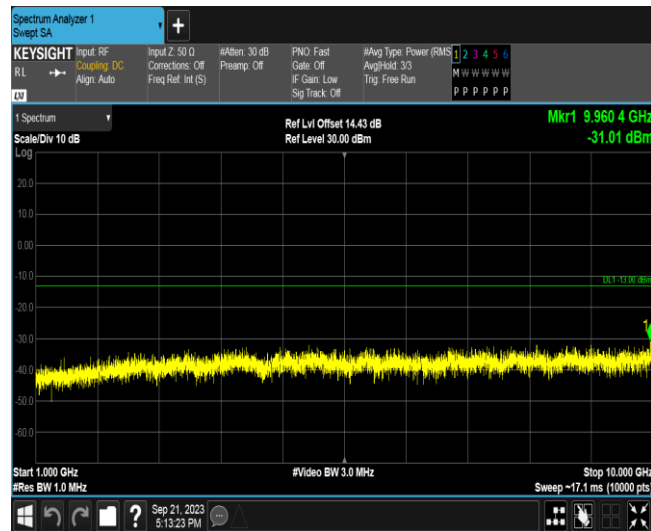 Spectrum Analyzer 1
Swept SA
KEYSIGHT
RL
LXI
Input: RF
Coupling: DC
Align: Auto
Input Z: 50 Ω
Corrections: Off
Freq Ref: Int (S)
#Atten: 30 dB
Preamp: Off
PNO: Fast
Gate: Off
IF Gain: Low
Sig Track: Off
#Avg Type: Power (RMS
Avg|Hold: 3/3
Trig: Free Run
1 2 3 4 5 6
M W W W W W
P P P P P P
1 Spectrum
Scale/Div 10 dB
Log
Ref Lvl Offset 14.43 dB
Ref Level 30.00 dBm
Mkr1 9.960 4 GHz
-31.01 dBm
20.0
10.0
0.00
-10.0
DL1 -13.00 dBm
-20.0
1
-30.0
-40.0
-50.0
-60.0
Start 1.000 GHz
#Video BW 3.0 MHz
Stop 10.000 GHz
#Res BW 1.0 MHz
Sweep ~17.1 ms (10000 pts
?
Sep 21, 2023
5:13:23 PM